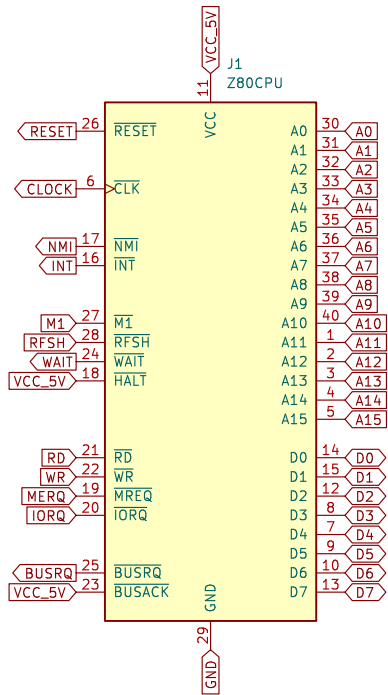 VCC_5V
J1
Z80CPU
11
VCC
RESET 26 RESET
CLOCK 6 CLK
NMI 17 NMI
INT 16 INT
M1 27 M1
RFSH 28 RFSH
WAIT 24 WAIT
VCC_5V 18 HALT
RD 21 RD
WR 22 WR
MERQ 19 MREQ
IORQ 20 IORQ
BUSRQ 25 BUSRQ
VCC_5V 23 BUSACK
A0 30 A0
A1 31 A1
A2 32 A2
A3 33 A3
A4 34 A4
A5 35 A5
A6 36 A6
A7 37 A7
A8 38 A8
A9 39 A9
A10 40 A10
A11 1 A11
A12 2 A12
A13 3 A13
A14 4 A14
A15 5 A15
D0 14 D0
D1 15 D1
D2 12 D2
D3 8 D3
D4 7 D4
D5 9 D5
D6 10 D6
D7 13 D7
GND
29
GND